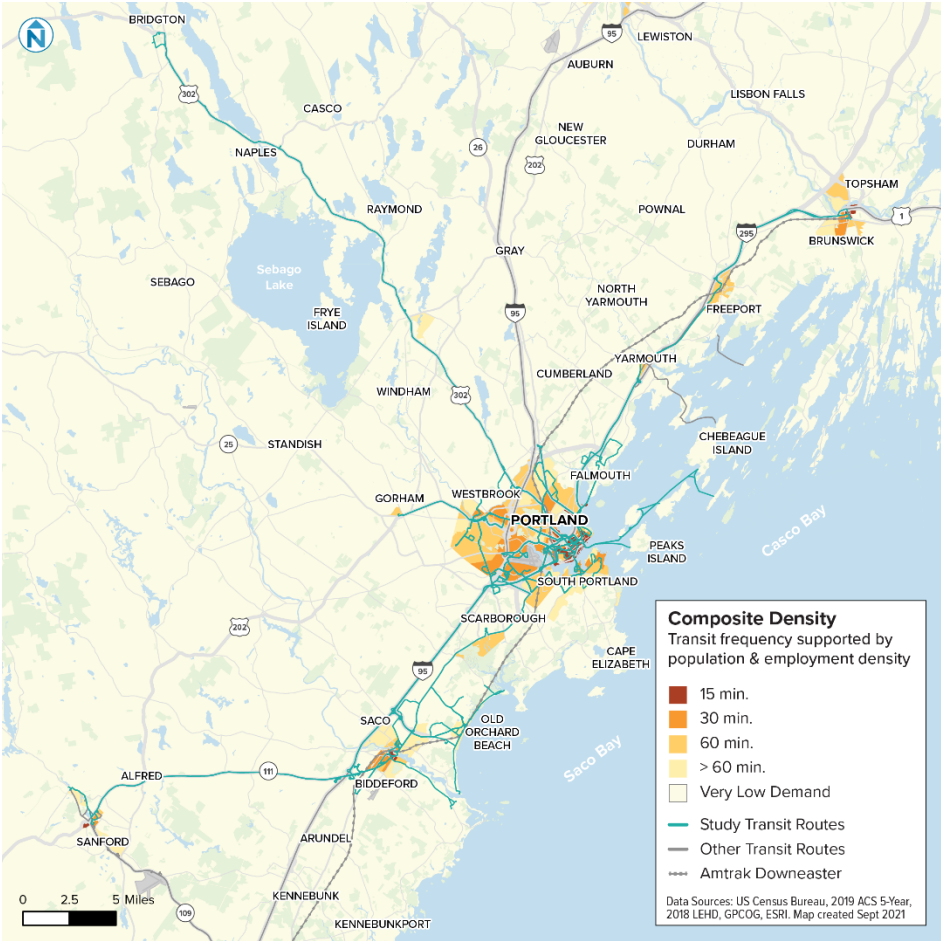 BRIDGTON
N
95
LEWISTON
AUBURN
302
LISBON FALLS
CASCO
NEW
GLOUCESTER
26
DURHAM
NAPLES
202
TOPSHAM
RAYMOND
POWNAL
1
295
BRUNSWICK
GRAY
Sebago
Lake
SEBAGO
NORTH
YARMOUTH
FREEPORT
FRYE
ISLAND
95
YARMOUTH
CUMBERLAND
WINDHAM
302
CHEBEAGUE
ISLAND
25
STANDISH
FALMOUTH
GORHAM
WESTBROOK
PORTLAND
Casco Bay
PEAKS
ISLAND
SOUTH PORTLAND
SCARBOROUGH
202
CAPE
ELIZABETH
95
SACO
OLD
ORCHARD
BEACH
Saco Bay
ALFRED
111
BIDDEFORD
SANFORD
ARUNDEL
KENNEBUNK
109
KENNEBUNKPORT
0 2.5 5 Miles
Composite Density
Transit frequency supported by
population & employment density
15 min.
30 min.
60 min.
> 60 min.
Very Low Demand
Study Transit Routes
Other Transit Routes
Amtrak Downeaster
Data Sources: US Census Bureau, 2019 ACS 5-Year,
2018 LEHD, GPCOG, ESRI. Map created Sept 2021